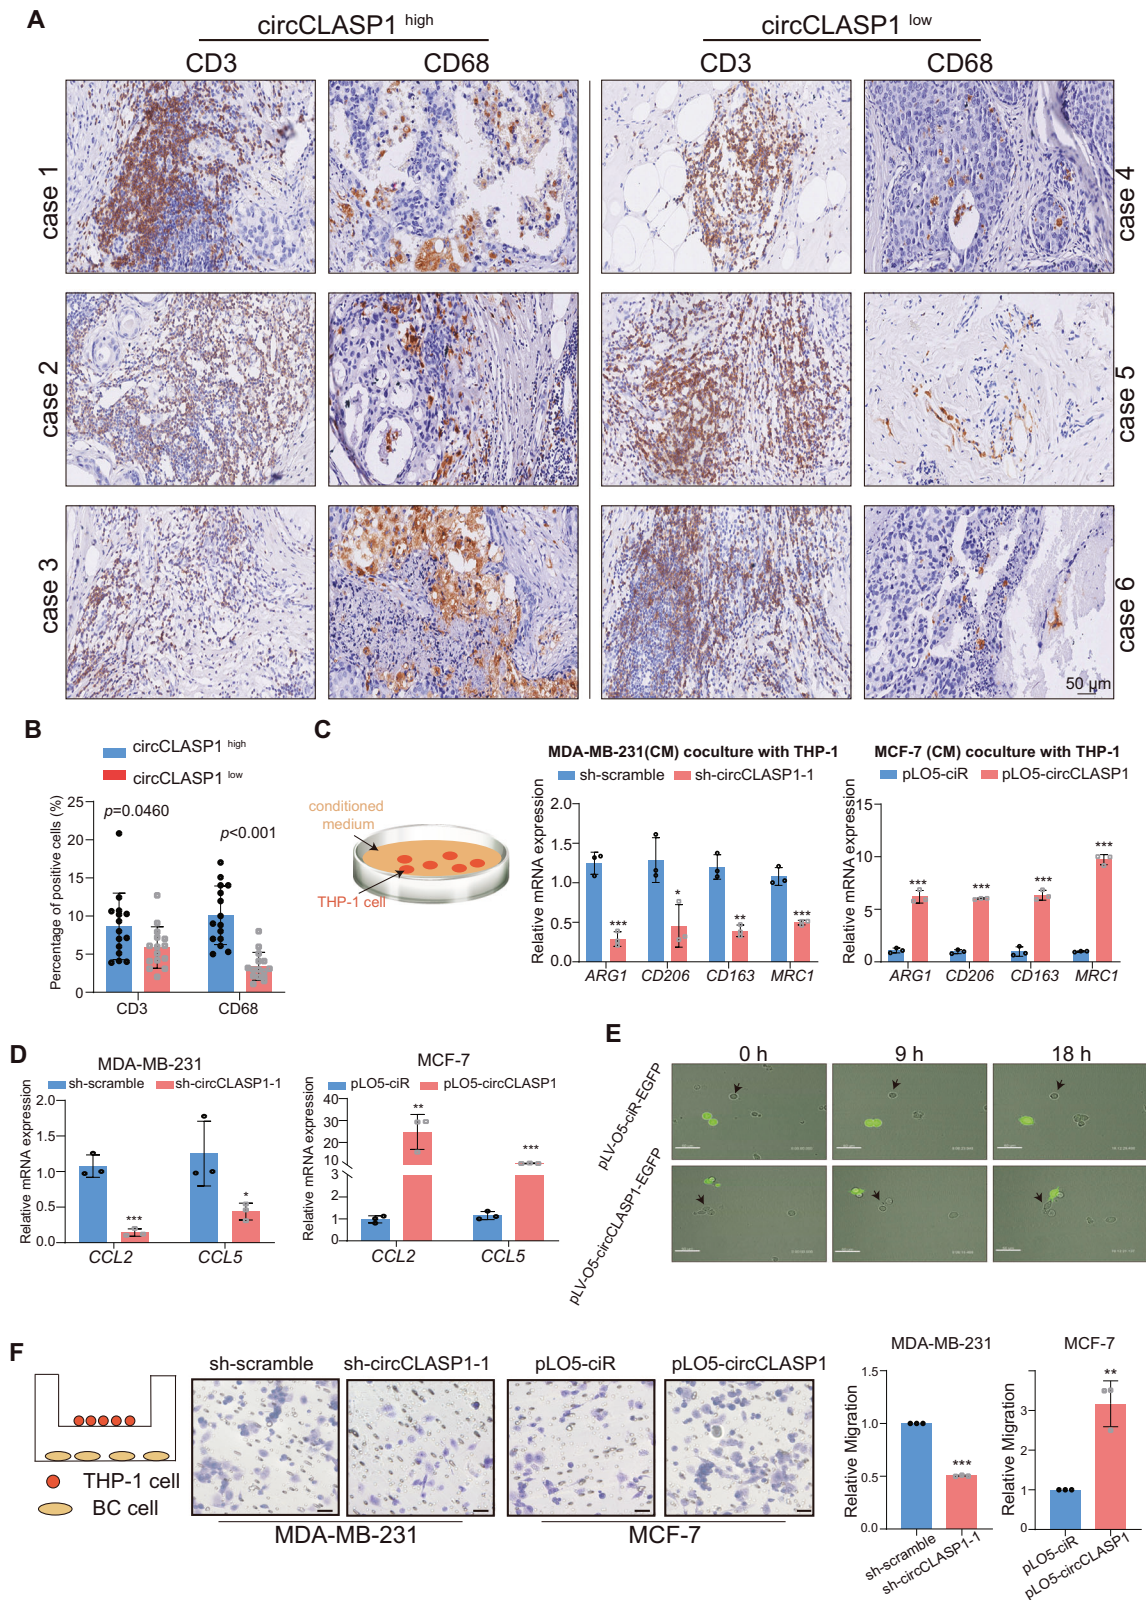 A
circCLASP1 high
circCLASP1 low
CD3
CD68
CD3
CD68
case 1
case 4
case 2
case 5
case 3
case 6
50 µm
B
circCLASP1 high
circCLASP1 low
Percentage of positive cells (%)
25
20
15
10
5
0
p=0.0460
p<0.001
CD3
CD68
C
conditioned
medium
THP-1 cell
MDA-MB-231(CM) coculture with THP-1
sh-scramble
sh-circCLASP1-1
Relative mRNA expression
2.0
1.5
1.0
0.5
0.0
***
*
**
***
ARG1
CD206
CD163
MRC1
MCF-7 (CM) coculture with THP-1
pLO5-ciR
pLO5-circCLASP1
Relative mRNA expression
15
10
5
0
***
***
***
***
ARG1
CD206
CD163
MRC1
D
MDA-MB-231
sh-scramble
sh-circCLASP1-1
Relative mRNA expression
2.0
1.5
1.0
0.5
0.0
***
*
CCL2
CCL5
MCF-7
pLO5-ciR
pLO5-circCLASP1
Relative mRNA expression
40
30
20
10
3
2
1
0
**
***
CCL2
CCL5
E
0 h
9 h
18 h
pLV-O5-ciR-EGFP
pLV-O5-circCLASP1-EGFP
F
THP-1 cell
BC cell
sh-scramble
sh-circCLASP1-1
pLO5-ciR
pLO5-circCLASP1
MDA-MB-231
MCF-7
MDA-MB-231
Relative Migration
1.5
1.0
0.5
0
***
sh-scramble
sh-circCLASP1-1
MCF-7
Relative Migration
3
2
1
0
**
pLO5-ciR
pLO5-circCLASP1